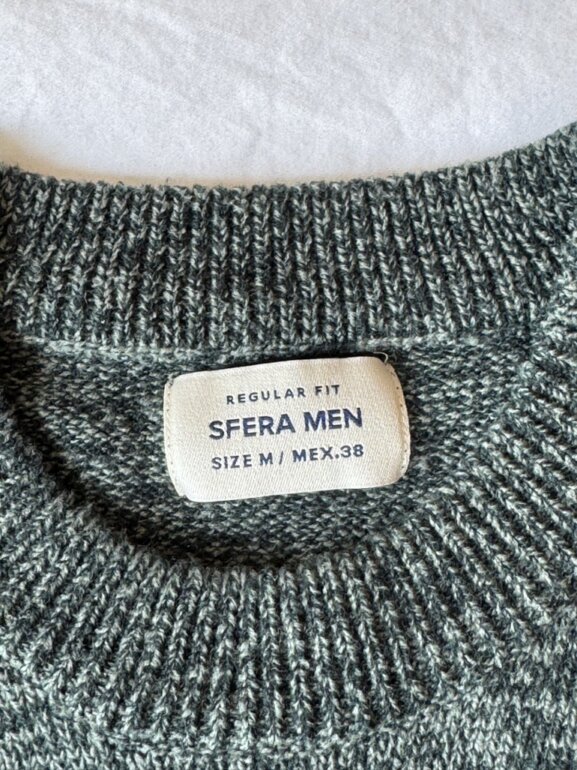 REGULAR FIT
SFERA MEN
SIZE M / MEX.38